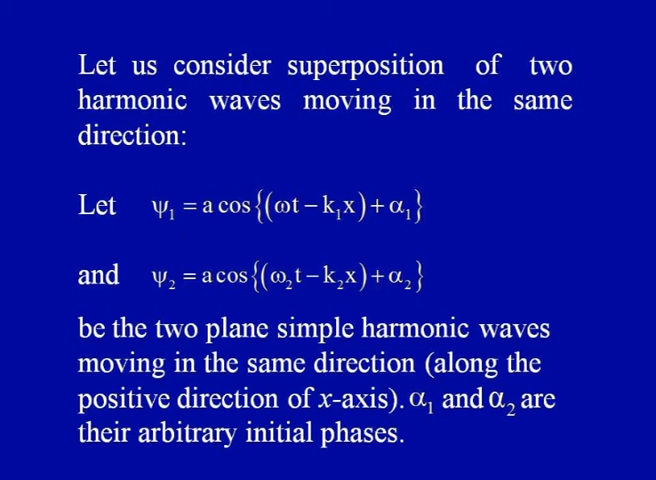 Let us consider superposition of two
harmonic waves moving in the same
direction:
Let ψ₁ = a cos{(ωt – k₁x) + α₁}
and ψ₂ = a cos{(ω₂t – k₂x) + α₂}
be the two plane simple harmonic waves
moving in the same direction (along the
positive direction of x-axis). α₁ and α₂ are
their arbitrary initial phases.